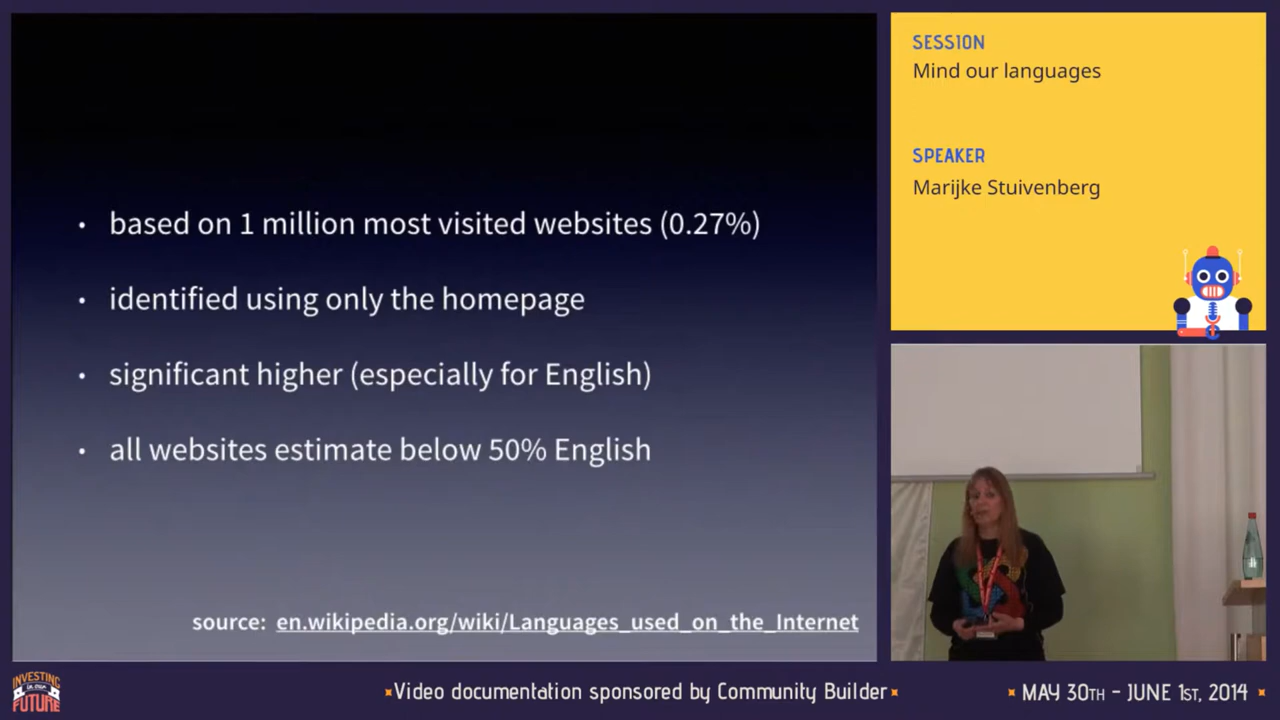 based on 1 million most visited websites (0.27%)
identified using only the homepage
significant higher (especially for English)
all websites estimate below 50% English
source: en.wikipedia.org/wiki/Languages_used_on_the_Internet
SESSION
Mind our languages
SPEAKER
Marijke Stuivenberg
INVESTING
IN OUR
FUTURE
Video documentation sponsored by Community Builder
MAY 30TH - JUNE 1ST, 2014